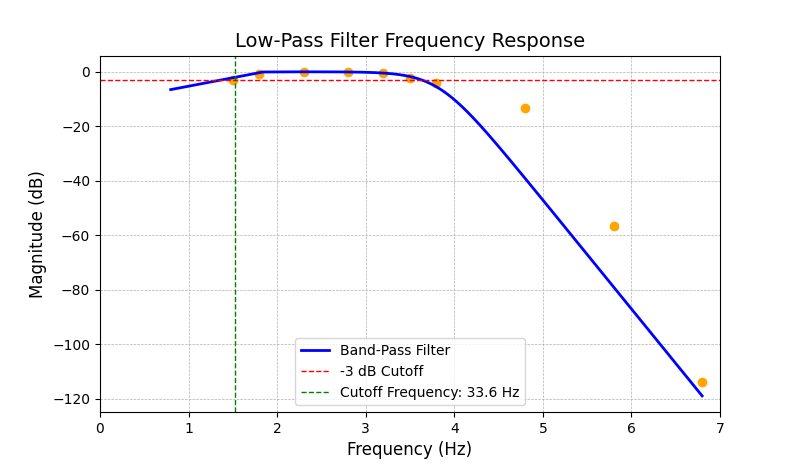 Low-Pass Filter Frequency Response
Magnitude (dB)
0
−20
−40
−60
−80
−100
−120
Band-Pass Filter
-3 dB Cutoff
Cutoff Frequency: 33.6 Hz
0 1 2 3 4 5 6 7
Frequency (Hz)